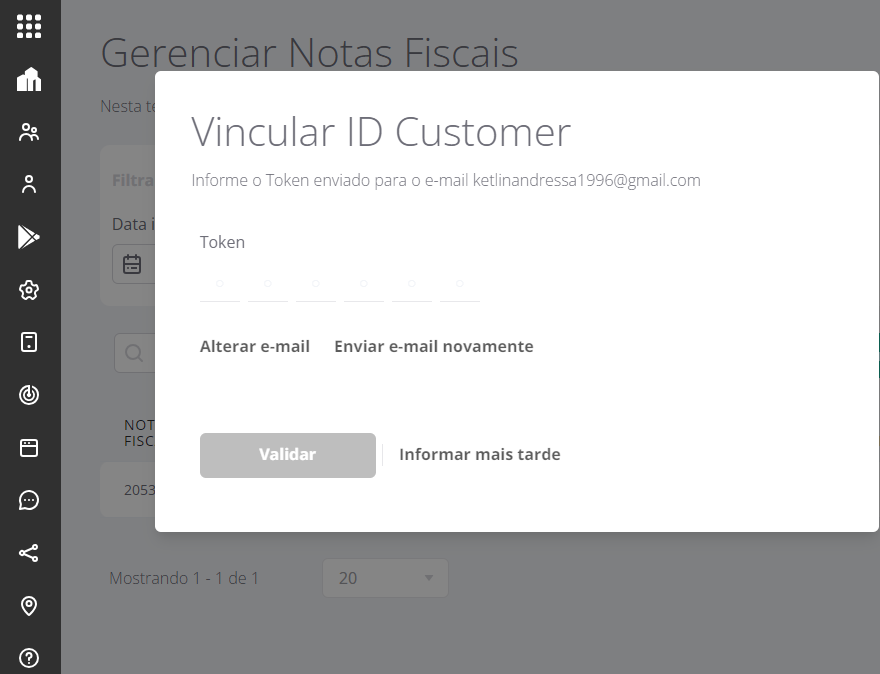 Gerenciar Notas Fiscais
Nesta
Vincular ID Customer
Informe o Token enviado para o e-mail ketlinandressa1996@gmail.com
Filtra
Data
Token
Alterar e-mail Enviar e-mail novamente
NOT
FISC
Validar Informar mais tarde
2053
Mostrando 1 - 1 de 1 20